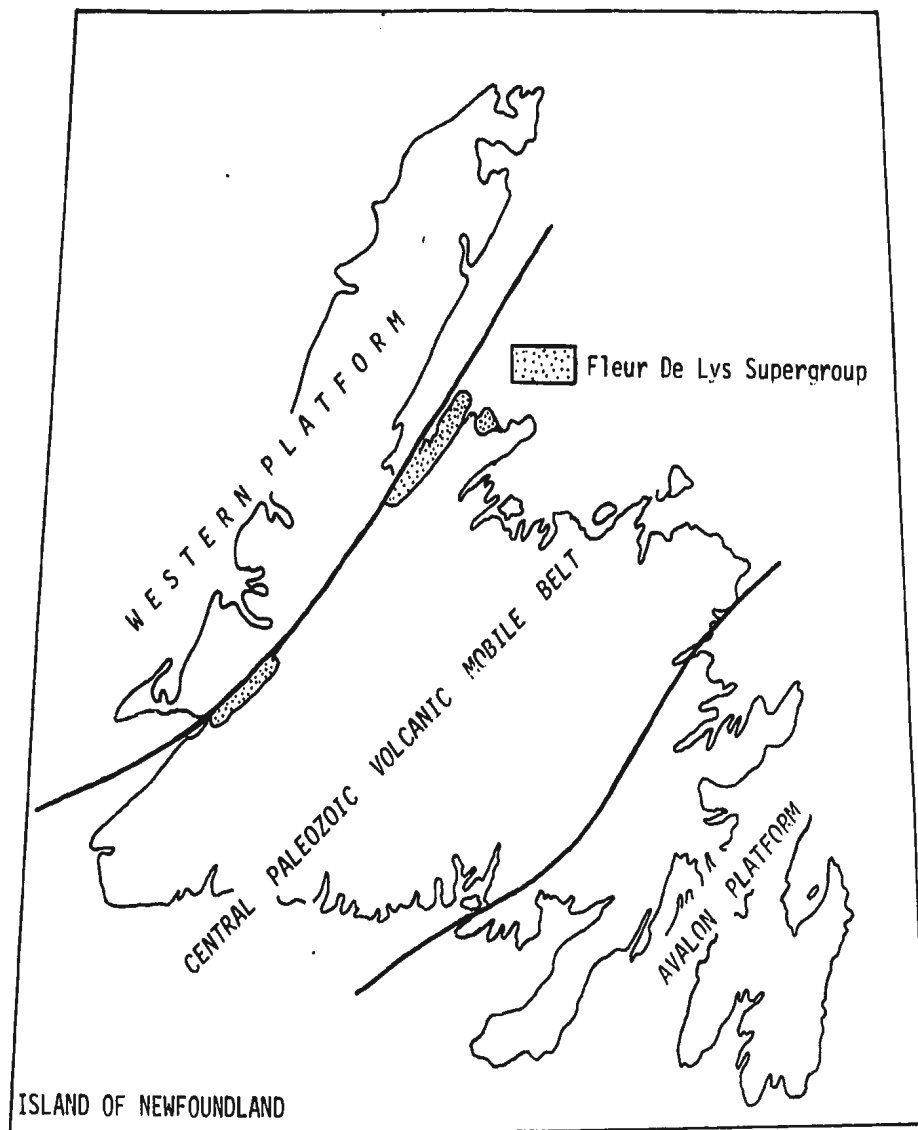 WESTERN PLATFORM
Fleur De Lys Supergroup
CENTRAL PALEOZOIC VOLCANIC MOBILE BELT
AVALON PLATFORM
ISLAND OF NEWFOUNDLAND